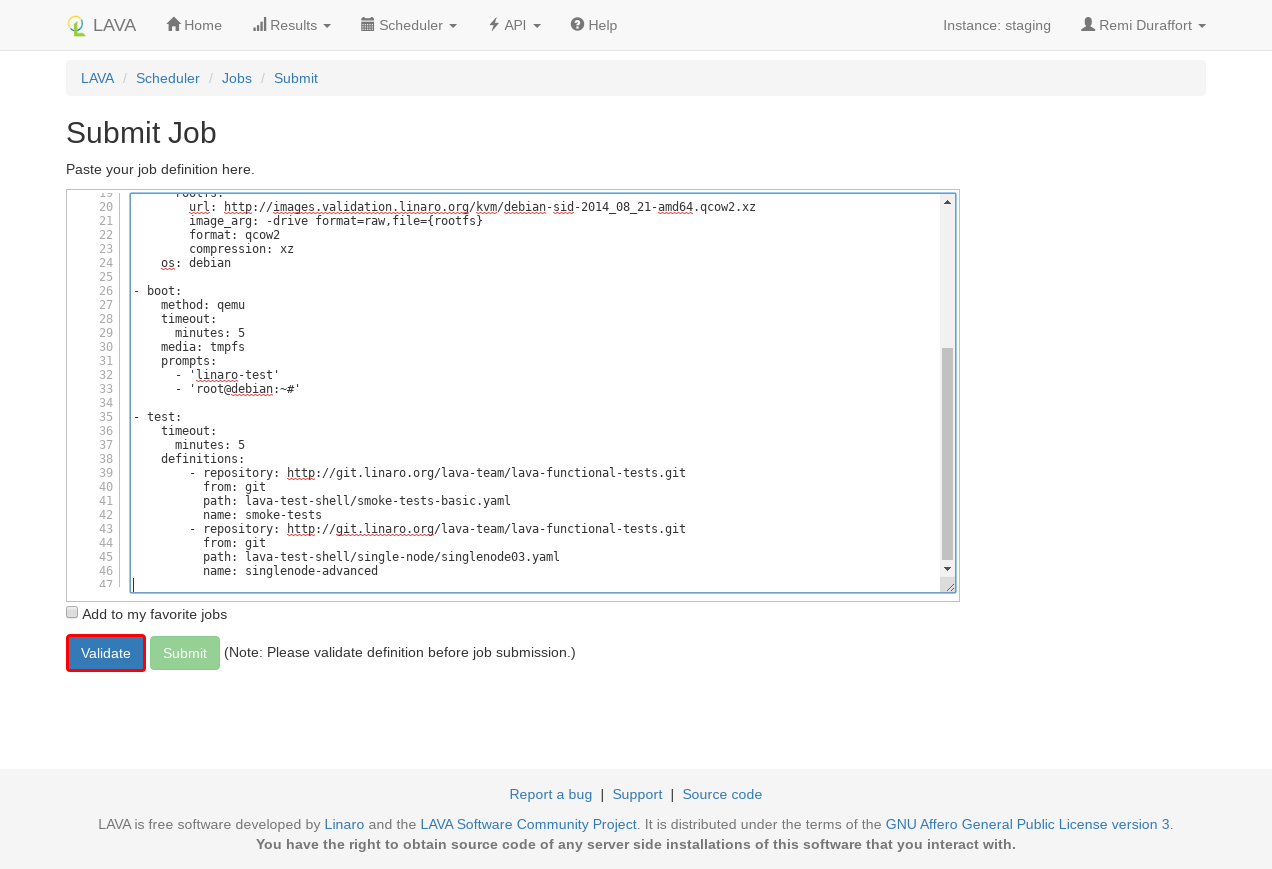 LAVA Home Results Scheduler API Help Instance: staging Remi Duraffort
LAVA / Scheduler / Jobs / Submit
Submit Job
Paste your job definition here.
19 rootfs:
20 url: http://images.validation.linaro.org/kvm/debian-sid-2014_08_21-amd64.qcow2.xz
21 image_arg: -drive format=raw,file={rootfs}
22 format: qcow2
23 compression: xz
24 os: debian
25
26 - boot:
27 method: qemu
28 timeout:
29 minutes: 5
30 media: tmpfs
31 prompts:
32 - 'linaro-test'
33 - 'root@debian:~#'
34
35 - test:
36 timeout:
37 minutes: 5
38 definitions:
39 - repository: http://git.linaro.org/lava-team/lava-functional-tests.git
40 from: git
41 path: lava-test-shell/smoke-tests-basic.yaml
42 name: smoke-tests
43 - repository: http://git.linaro.org/lava-team/lava-functional-tests.git
44 from: git
45 path: lava-test-shell/single-node/singlenode03.yaml
46 name: singlenode-advanced
47
Add to my favorite jobs
Validate Submit (Note: Please validate definition before job submission.)
Report a bug | Support | Source code
LAVA is free software developed by Linaro and the LAVA Software Community Project. It is distributed under the terms of the GNU Affero General Public License version 3.
You have the right to obtain source code of any server side installations of this software that you interact with.